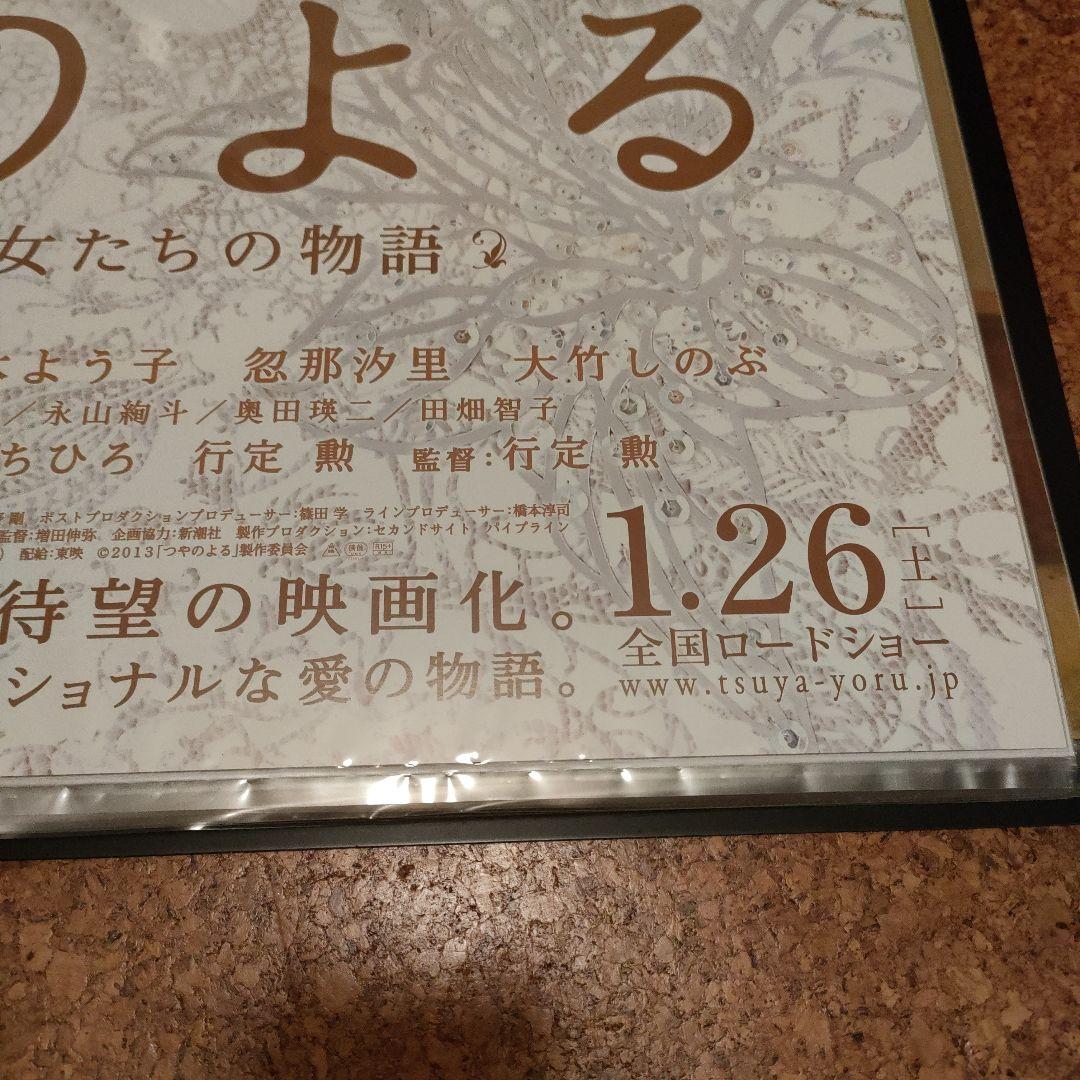 のよる
女たちの物語
よう子 忽那汐里 大竹しのぶ
／永山絢斗／奥田瑛二／田畑智子
ちひろ 行定 勲 監督:行定 勲
剛 ポストプロダクションプロデューサー:篠田 学 ラインプロデューサー:橋本淳司
監督:増田伸弥 企画協力:新潮社 製作プロダクション:セカンドサイト パイプライン
配給:東映 ©2013「つやのよる」製作委員会 R15+
待望の映画化。
ショナルな愛の物語。
1.26[土]
全国ロードショー
www.tsuya-yoru.jp